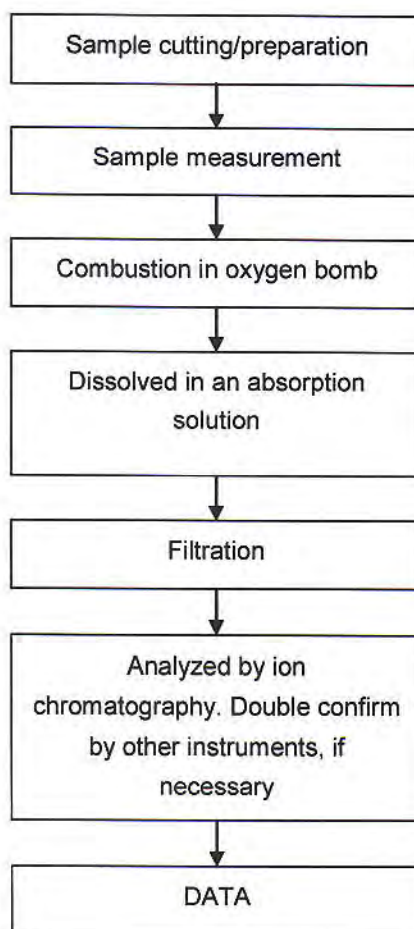 Sample cutting/preparation
Sample measurement
Combustion in oxygen bomb
Dissolved in an absorption
solution
Filtration
Analyzed by ion
chromatography. Double confirm
by other instruments, if
necessary
DATA